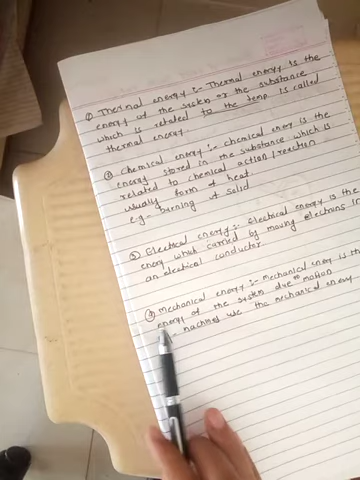 ① Thermal energy :- Thermal energy is the
energy of the system or the substance
which is related to the temp. is called
thermal energy.
② Chemical energy :- chemical energy is the
energy stored in the substance which is
related to chemical action / reaction
usually form of heat.
e.g:- burning of solid
③ Electrical energy :- Electrical energy is the
enery which carried by moving electrons in
an electrical conductor.
④ Mechanical energy :- Mechanical energy is the
energy of the system due to motion
:- machines use the mechanical energy